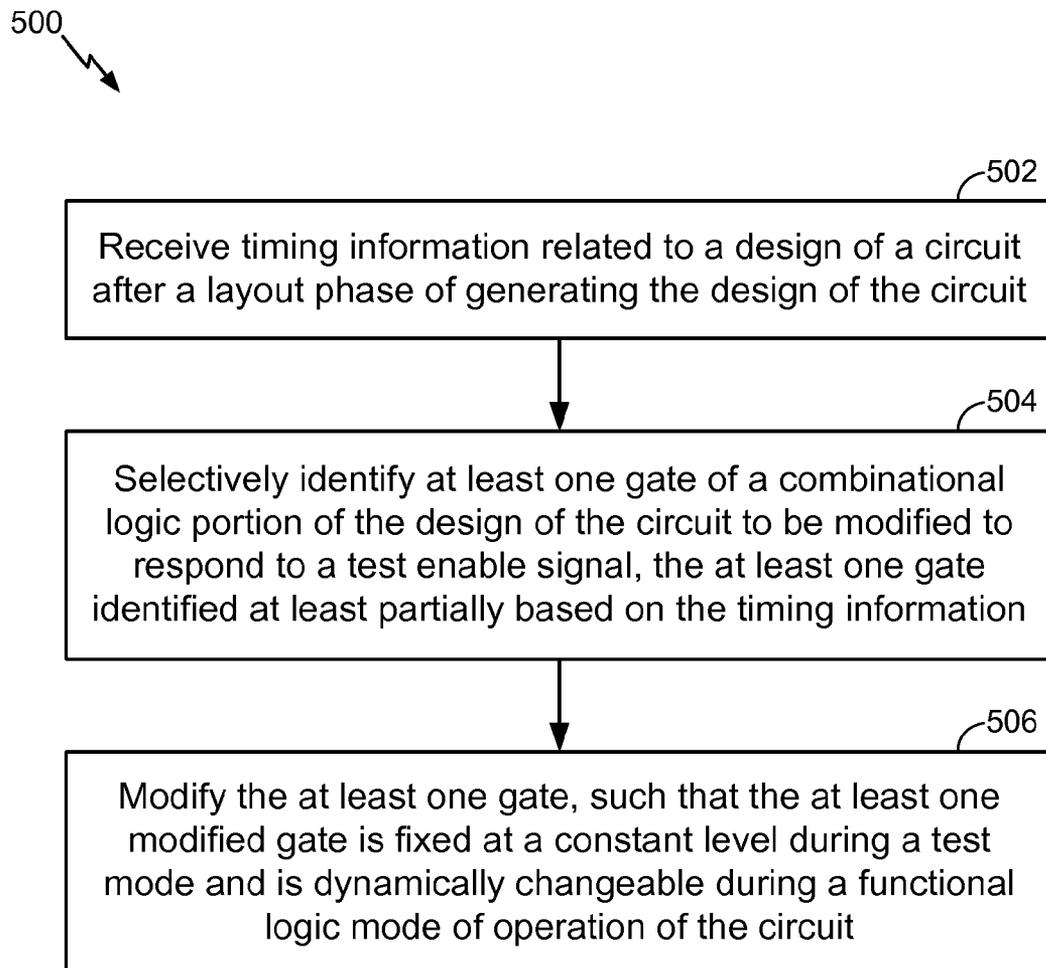 500
502
Receive timing information related to a design of a circuit
after a layout phase of generating the design of the circuit
504
Selectively identify at least one gate of a combinational
logic portion of the design of the circuit to be modified to
respond to a test enable signal, the at least one gate
identified at least partially based on the timing information
506
Modify the at least one gate, such that the at least one
modified gate is fixed at a constant level during a test
mode and is dynamically changeable during a functional
logic mode of operation of the circuit